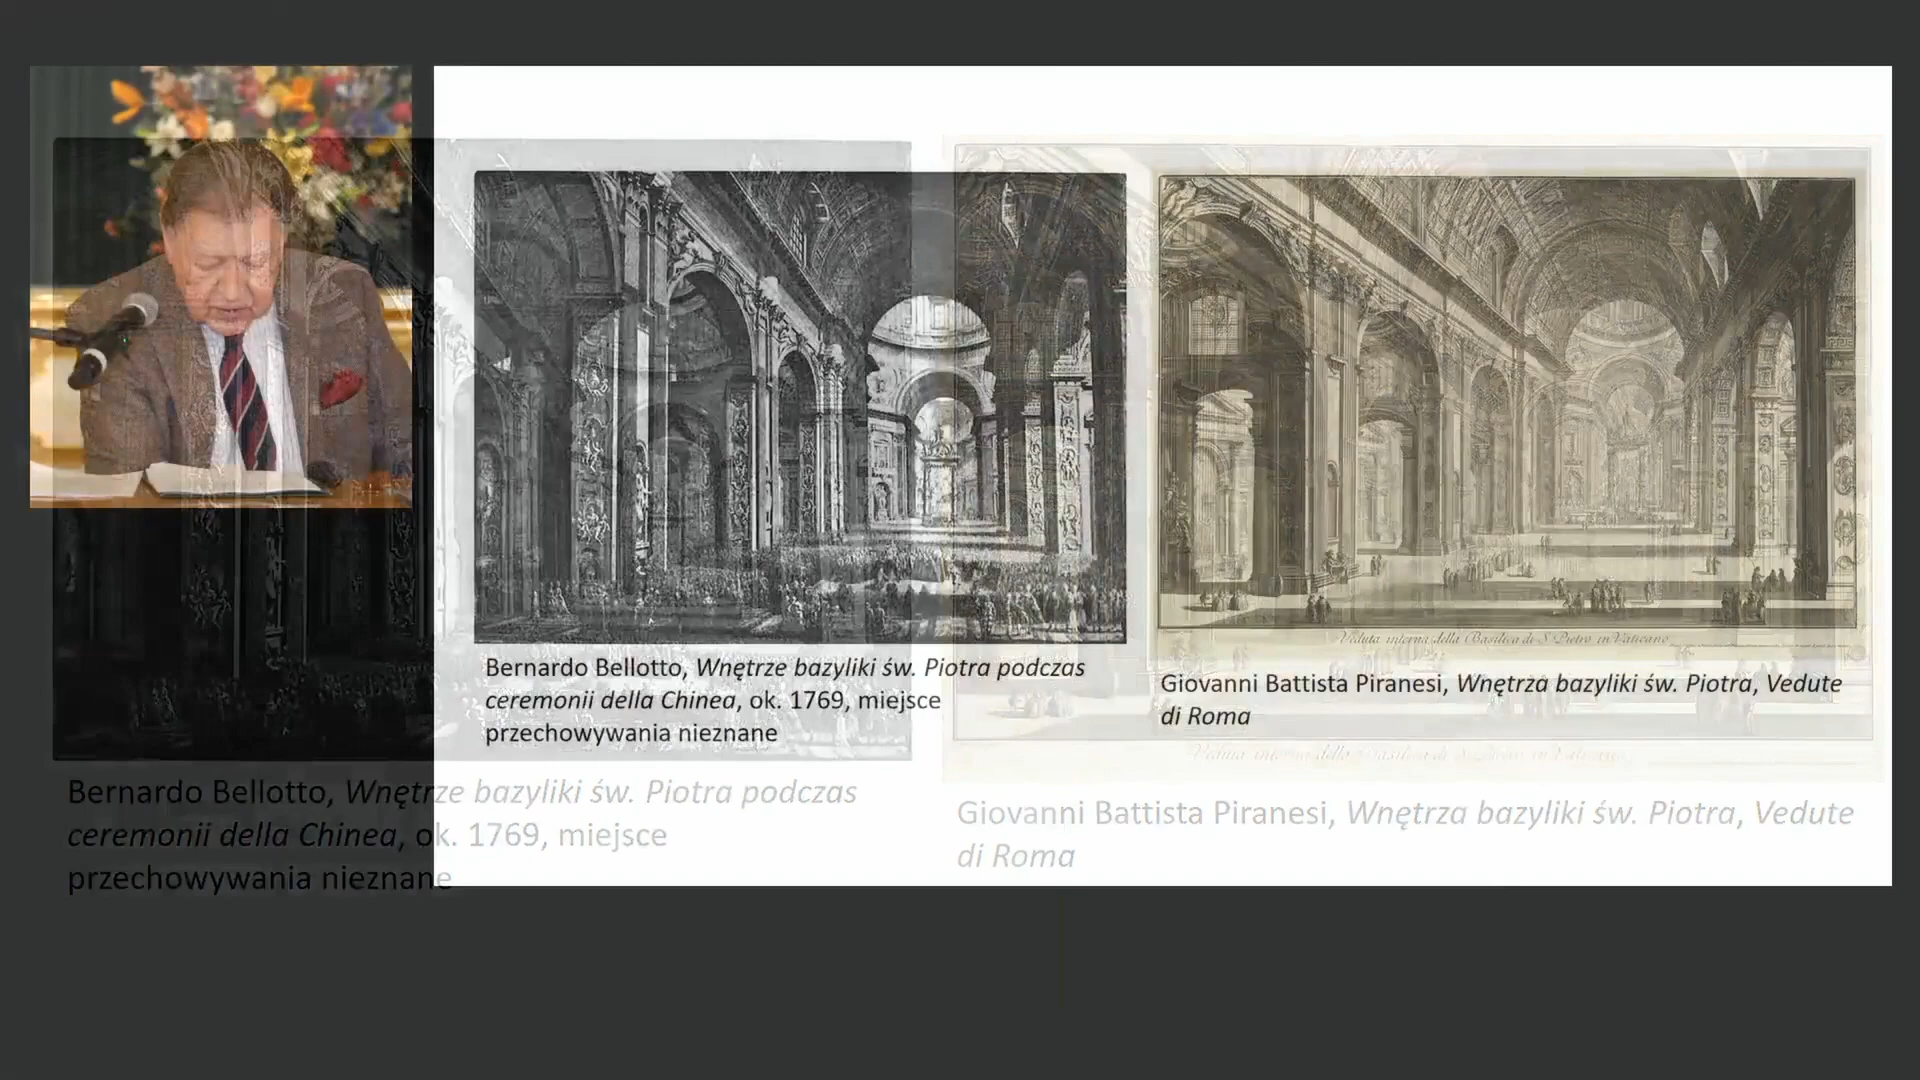 Veduta interna della Basilica di S. Pietro in Vaticano
Bernardo Bellotto, Wnętrze bazyliki św. Piotra podczas
ceremonii della Chinea, ok. 1769, miejsce
przechowywania nieznane
Giovanni Battista Piranesi, Wnętrza bazyliki św. Piotra, Vedute
di Roma
Bernardo Bellotto, Wnętrze bazyliki św. Piotra podczas
ceremonii della Chinea, ok. 1769, miejsce
przechowywania nieznane
Giovanni Battista Piranesi, Wnętrza bazyliki św. Piotra, Vedute
di Roma